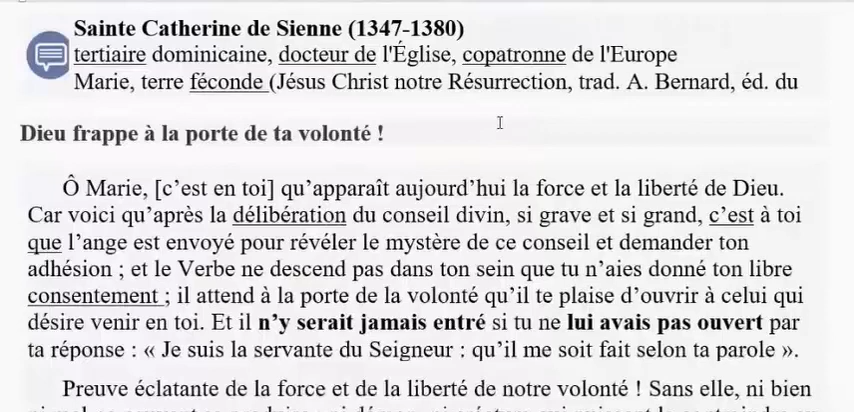 Sainte Catherine de Sienne (1347-1380)
tertiaire dominicaine, docteur de l'Église, copatronne de l'Europe
Marie, terre féconde (Jésus Christ notre Résurrection, trad. A. Bernard, éd. du
Dieu frappe à la porte de ta volonté !
Ô Marie, [c’est en toi] qu’apparaît aujourd’hui la force et la liberté de Dieu.
Car voici qu’après la délibération du conseil divin, si grave et si grand, c’est à toi
que l’ange est envoyé pour révéler le mystère de ce conseil et demander ton
adhésion ; et le Verbe ne descend pas dans ton sein que tu n’aies donné ton libre
consentement ; il attend à la porte de la volonté qu’il te plaise d’ouvrir à celui qui
désire venir en toi. Et il n’y serait jamais entré si tu ne lui avais pas ouvert par
ta réponse : « Je suis la servante du Seigneur : qu’il me soit fait selon ta parole ».
Preuve éclatante de la force et de la liberté de notre volonté ! Sans elle, ni bien